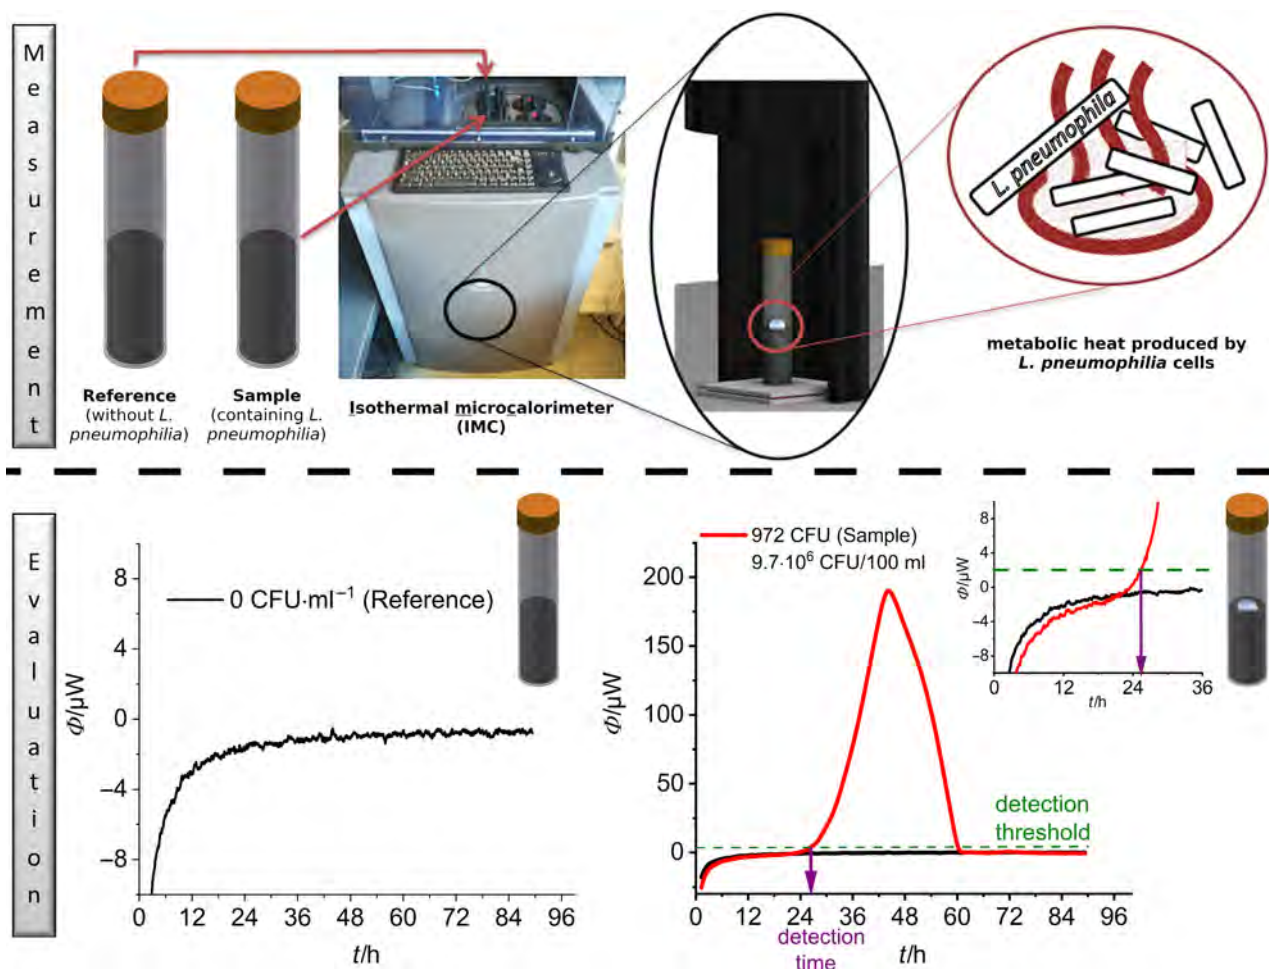 Measurement
L. pneumophila
Reference
(without L.
pneumophilia)
Sample
(containing L.
pneumophilia)
Isothermal microcalorimeter
(IMC)
metabolic heat produced by
L. pneumophilia cells
Evaluation
Φ/µW
8
4
0
−4
−8
0 CFU·ml⁻¹ (Reference)
0 12 24 36 48 60 72 84 96
t/h
972 CFU (Sample)
9.7·10⁶ CFU/100 ml
Φ/µW
200
150
100
50
0
detection
threshold
0 12 24 36 48 60 72 84 96
detection
time
t/h
Φ/µW
8
4
0
−4
−8
0 12 24 36
t/h